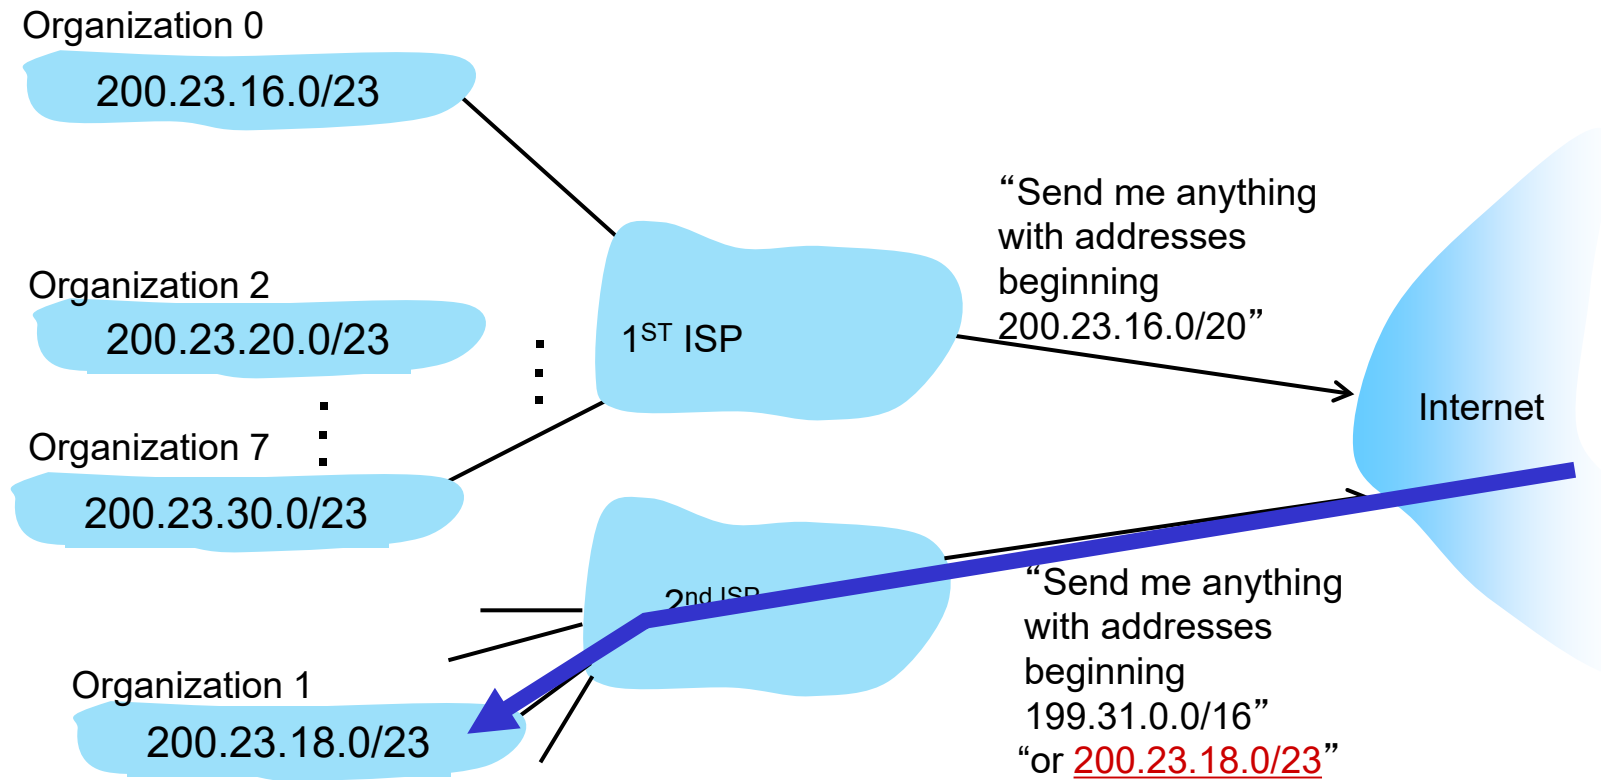 Organization 0
200.23.16.0/23
Organization 2
200.23.20.0/23
Organization 7
200.23.30.0/23
Organization 1
200.23.18.0/23
1ST ISP
2nd ISP
“Send me anything
with addresses
beginning
200.23.16.0/20”
Internet
“Send me anything
with addresses
beginning
199.31.0.0/16”
“or 200.23.18.0/23”